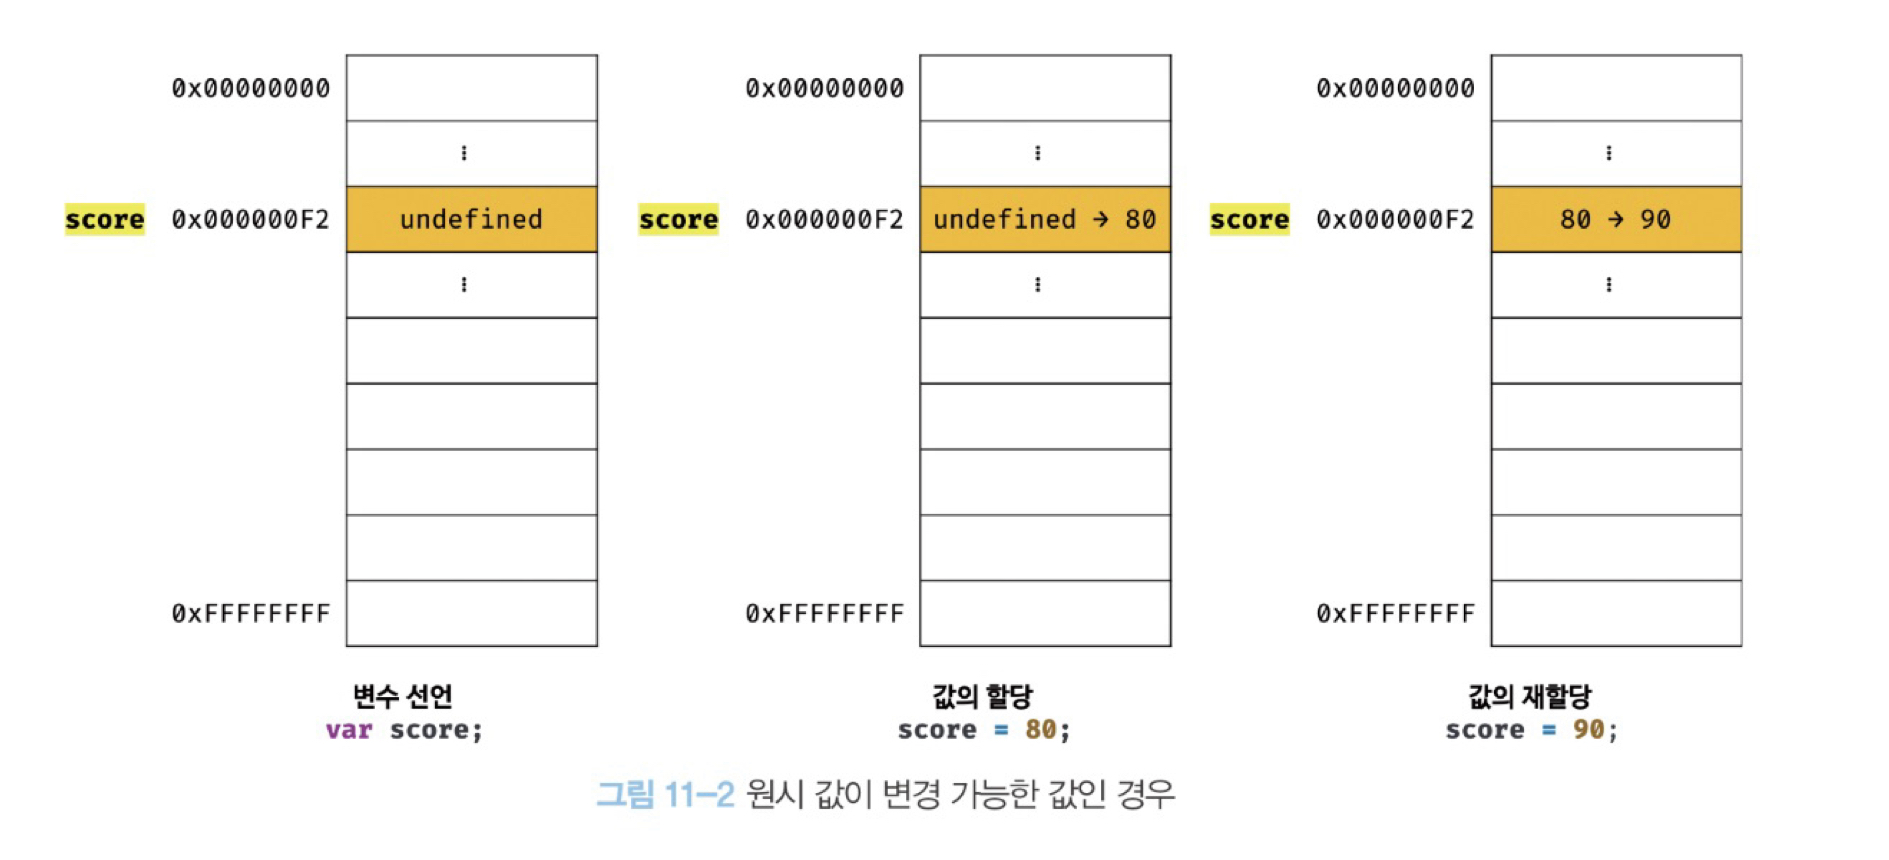 0x00000000
⋮
score 0x000000F2 undefined
⋮
0xFFFFFFFF
변수 선언
var score;
0x00000000
⋮
score 0x000000F2 undefined → 80
⋮
0xFFFFFFFF
값의 할당
score = 80;
0x00000000
⋮
score 0x000000F2 80 → 90
⋮
0xFFFFFFFF
값의 재할당
score = 90;
그림 11-2 원시 값이 변경 가능한 값인 경우